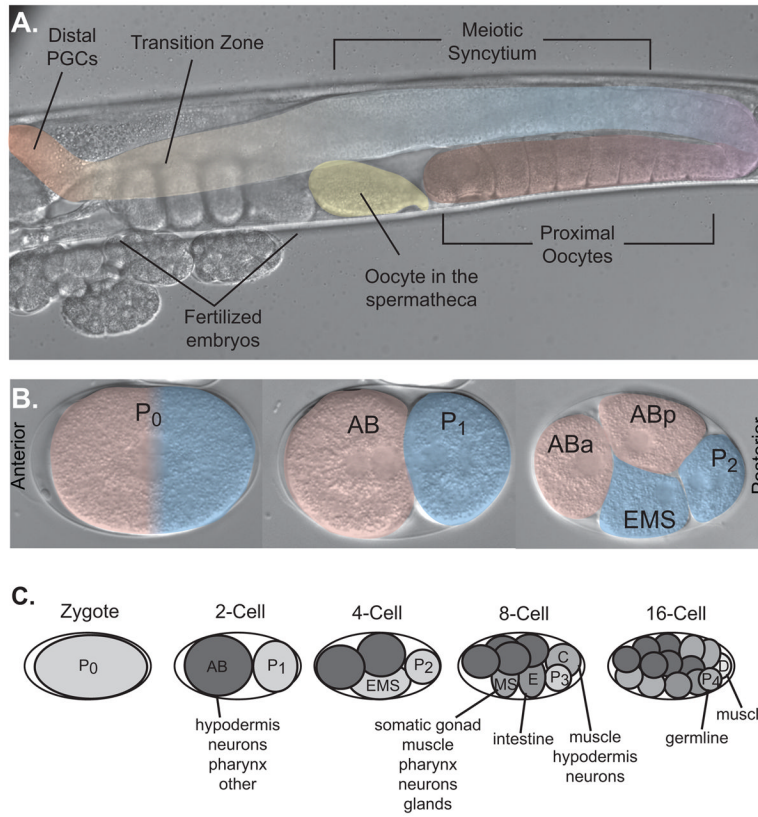 A.
Distal
PGCs
Transition Zone
Meiotic
Syncytium
Proximal
Oocytes
Oocyte in the
spermatheca
Fertilized
embryos
B.
Anterior
P0
AB
P1
ABa
ABp
P2
EMS
C.
Zygote
2-Cell
4-Cell
8-Cell
16-Cell
P0
AB
P1
EMS
P2
MS
E
C
P3
P4
D
hypodermis
neurons
pharynx
other
somatic gonad
muscle
pharynx
neurons
glands
intestine
muscle
hypodermis
neurons
germline